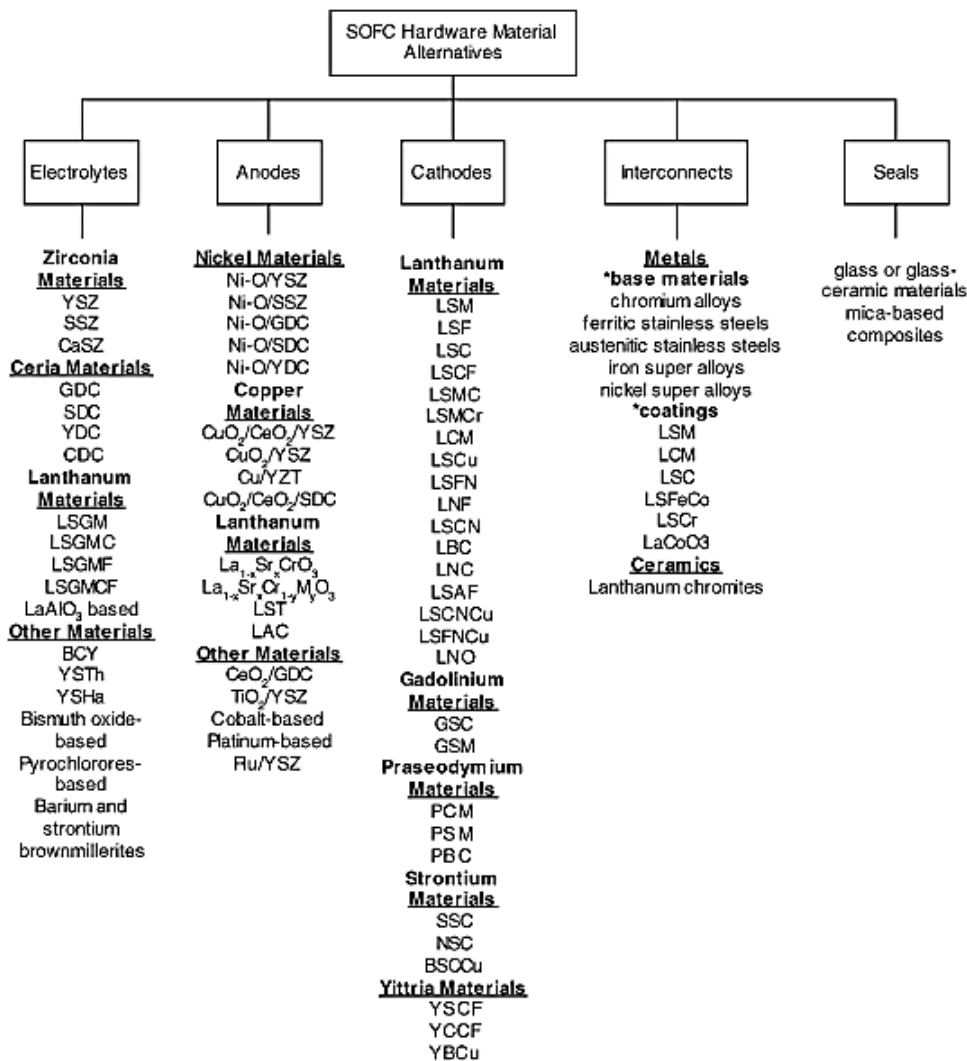 SOFC Hardware Material
Alternatives
Electrolytes
Anodes
Cathodes
Interconnects
Seals
Zirconia
Materials
YSZ
SSZ
CaSZ
Ceria Materials
GDC
SDC
YDC
CDC
Lanthanum
Materials
LSGM
LSGMC
LSGMF
LSGMCF
LaAlO₃ based
Other Materials
BCY
YSTh
YSHa
Bismuth oxide-
based
Pyrochlorores-
based
Barium and
strontium
brownmillerites
Nickel Materials
Ni-O/YSZ
Ni-O/SSZ
Ni-O/GDC
Ni-O/SDC
Ni-O/YDC
Copper
Materials
CuO₂/CeO₂/YSZ
CuO₂/YSZ
Cu/YZT
CuO₂/CeO₂/SDC
Lanthanum
Materials
La₁₋ₓSrₓCrO₃
La₁₋ₓSrₓCr₁₋yMyO₃
LST
LAC
Other Materials
CeO₂/GDC
TiO₂/YSZ
Cobalt-based
Platinum-based
Ru/YSZ
Lanthanum
Materials
LSM
LSF
LSC
LSCF
LSMC
LSMCr
LCM
LSCu
LSFN
LNF
LSCN
LBC
LNC
LSAF
LSCNCu
LSFNCu
LNO
Gadolinium
Materials
GSC
GSM
Praseodymium
Materials
PCM
PSM
PBC
Strontium
Materials
SSC
NSC
BSCCu
Yittria Materials
YSCF
YCCF
YBCu
Metals
*base materials
chromium alloys
ferritic stainless steels
austenitic stainless steels
iron super alloys
nickel super alloys
*coatings
LSM
LCM
LSC
LSFeCo
LSCr
LaCoO3
Ceramics
Lanthanum chromites
glass or glass-
ceramic materials
mica-based
composites